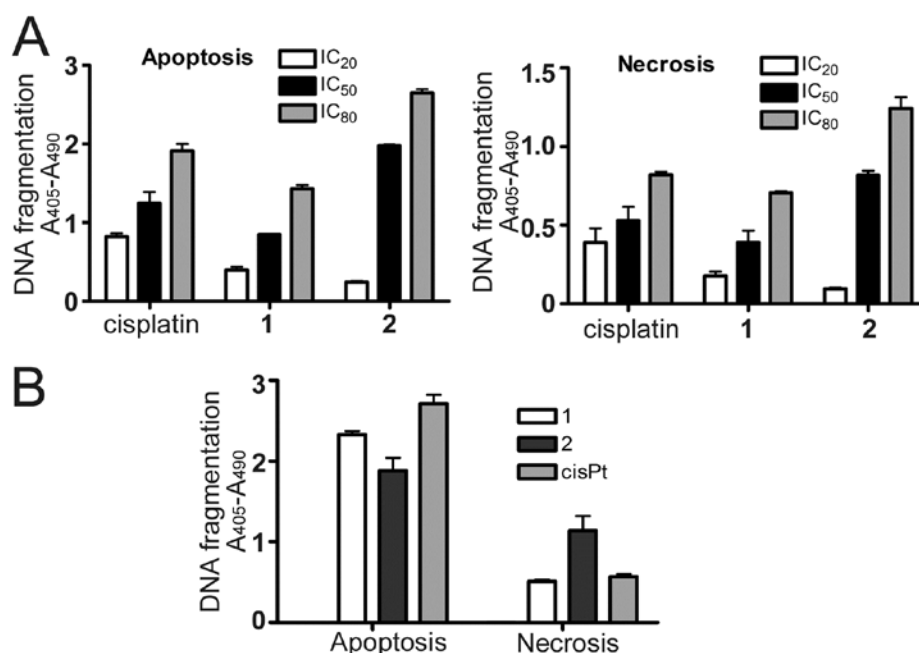 A
Apoptosis
IC20
IC50
IC80
DNA fragmentation
A405-A490
3
2
1
0
cisplatin 1 2
Necrosis
IC20
IC50
IC80
DNA fragmentation
A405-A490
1.5
1.0
0.5
0
cisplatin 1 2
B
DNA fragmentation
A405-A490
3
2
1
0
1
2
cisPt
Apoptosis Necrosis